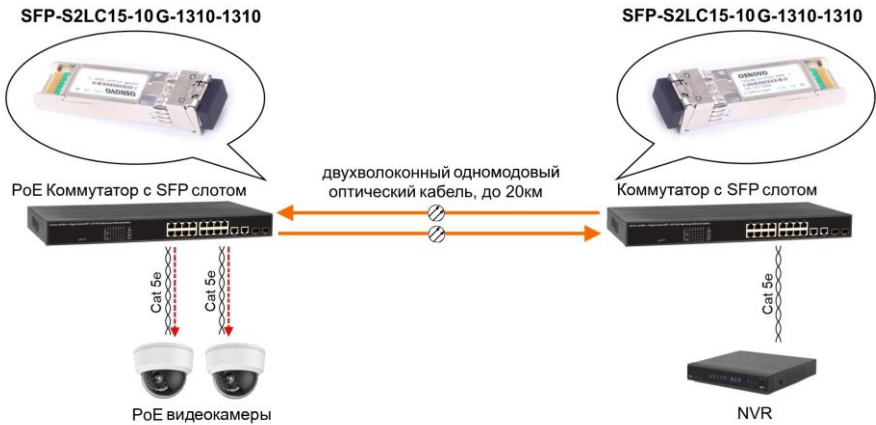 SFP-S2LC15-10G-1310-1310
SFP-S2LC15-10G-1310-1310
OSNOVO
OSNOVO
двухволоконный одномодовый
оптический кабель, до 20км
PoE Коммутатор с SFP слотом
Коммутатор с SFP слотом
Cat 5e
Cat 5e
Cat 5e
PoE видеокамеры
NVR